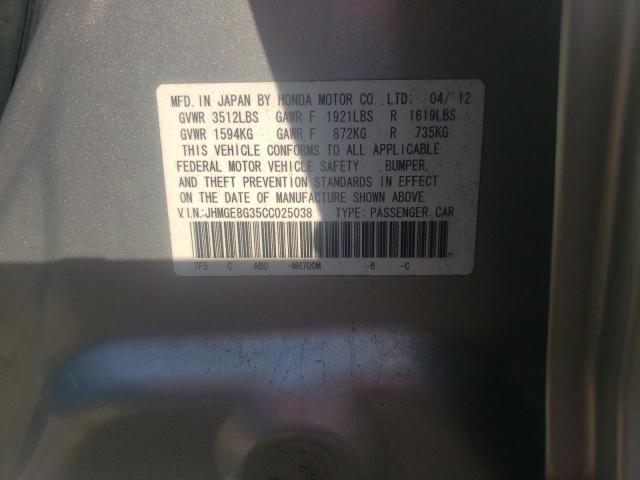 MFD. IN JAPAN BY HONDA MOTOR CO., LTD: 04/'12
GVWR 3512LBS GAWR F 1921LBS R 1619LBS
GVWR 1594KG GAWR F 872KG R 735KG
THIS VEHICLE CONFORMS TO ALL APPLICABLE
FEDERAL MOTOR VEHICLE SAFETY ,BUMPER,
AND THEFT PREVENTION STANDARDS IN EFFECT
ON THE DATE OF MANUFACTURE SHOWN ABOVE.
V.I.N:JHMGE8G35CC025038 TYPE: PASSENGER CAR
TF5 C ABO -NH700M -B -C